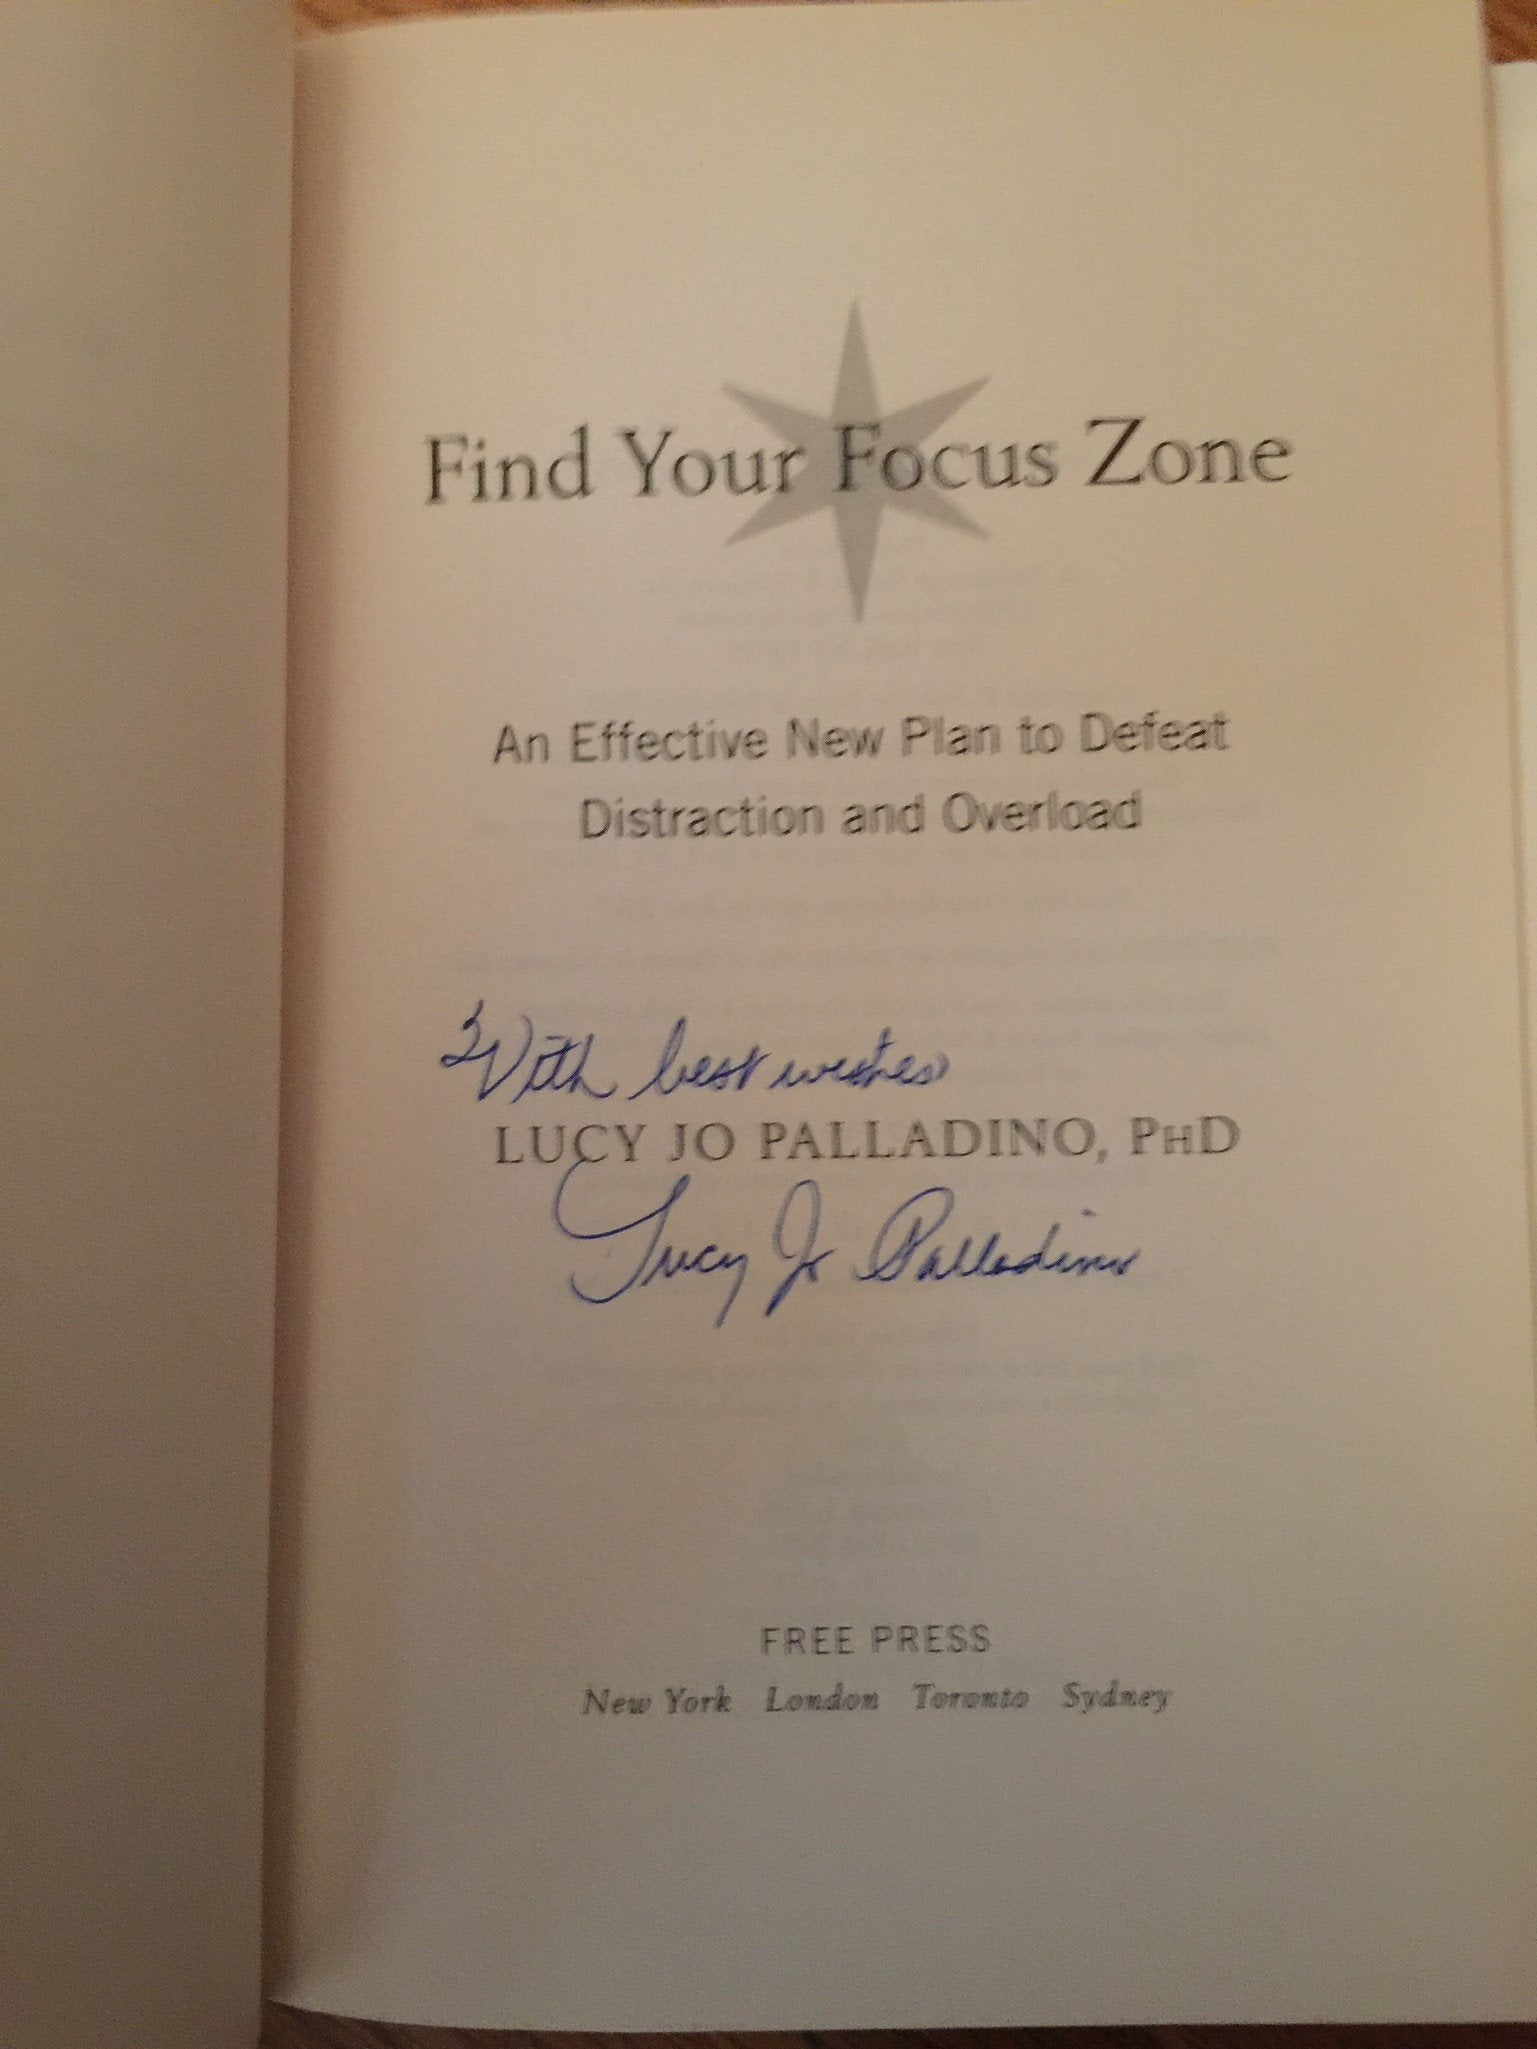 Find Your Focus Zone
An Effective New Plan to Defeat
Distraction and Overload
With best wishes
LUCY JO PALLADINO, PHD
Lucy Jo Palladino
FREE PRESS
New York London Toronto Sydney